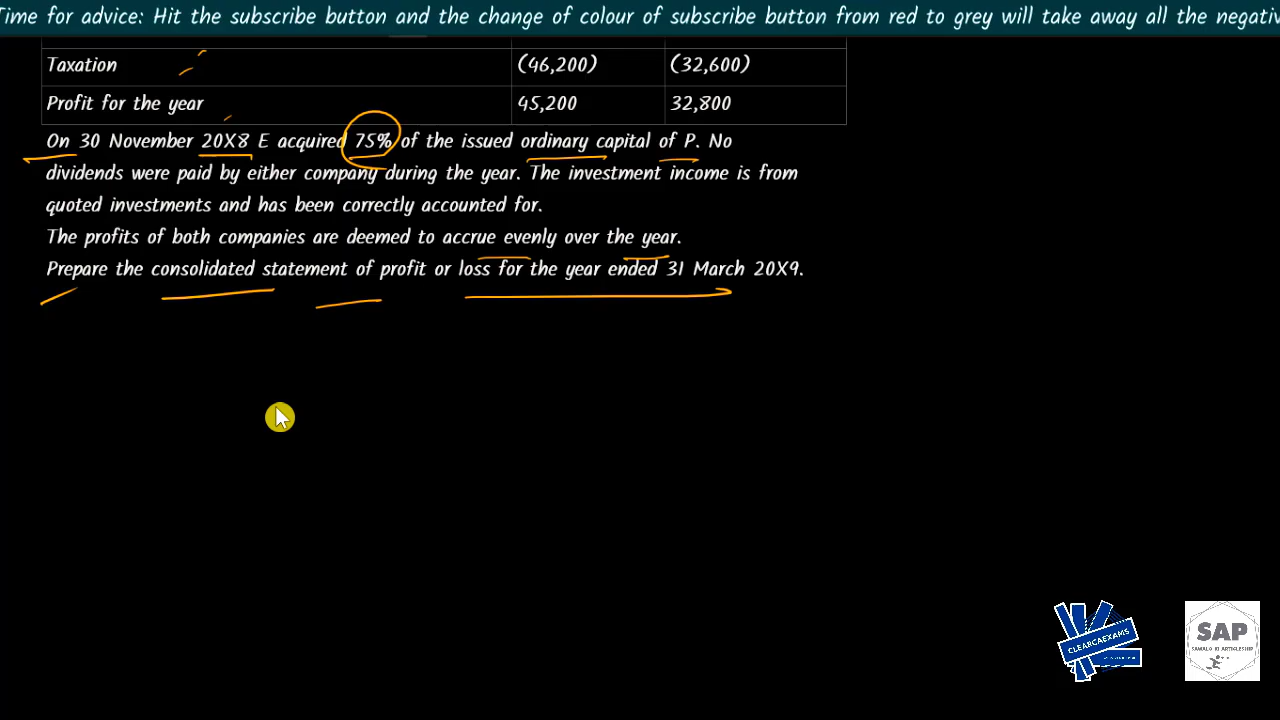 Time for advice: Hit the subscribe button and the change of colour of subscribe button from red to grey will take away all the negativ
Taxation (46,200) (32,600)
Profit for the year 45,200 32,800
On 30 November 20X8 E acquired 75% of the issued ordinary capital of P. No
dividends were paid by either company during the year. The investment income is from
quoted investments and has been correctly accounted for.
The profits of both companies are deemed to accrue evenly over the year.
Prepare the consolidated statement of profit or loss for the year ended 31 March 20X9.
CLEARCAEXAMS
SAP
SAMALO KI ARTICLESHIP